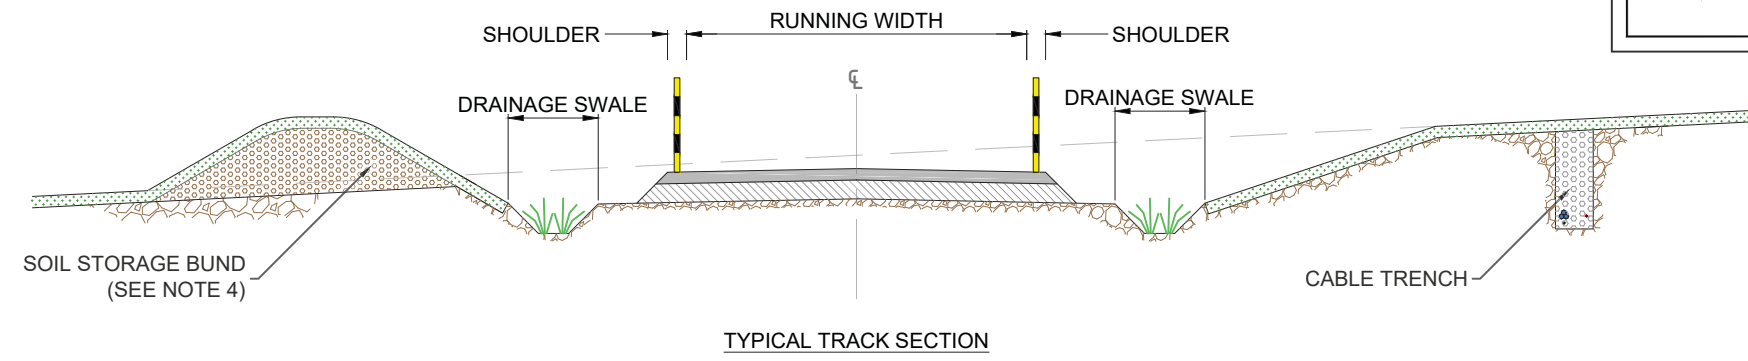 RUNNING WIDTH
SHOULDER
SHOULDER
℄
DRAINAGE SWALE
DRAINAGE SWALE
SOIL STORAGE BUND
(SEE NOTE 4)
CABLE TRENCH
TYPICAL TRACK SECTION